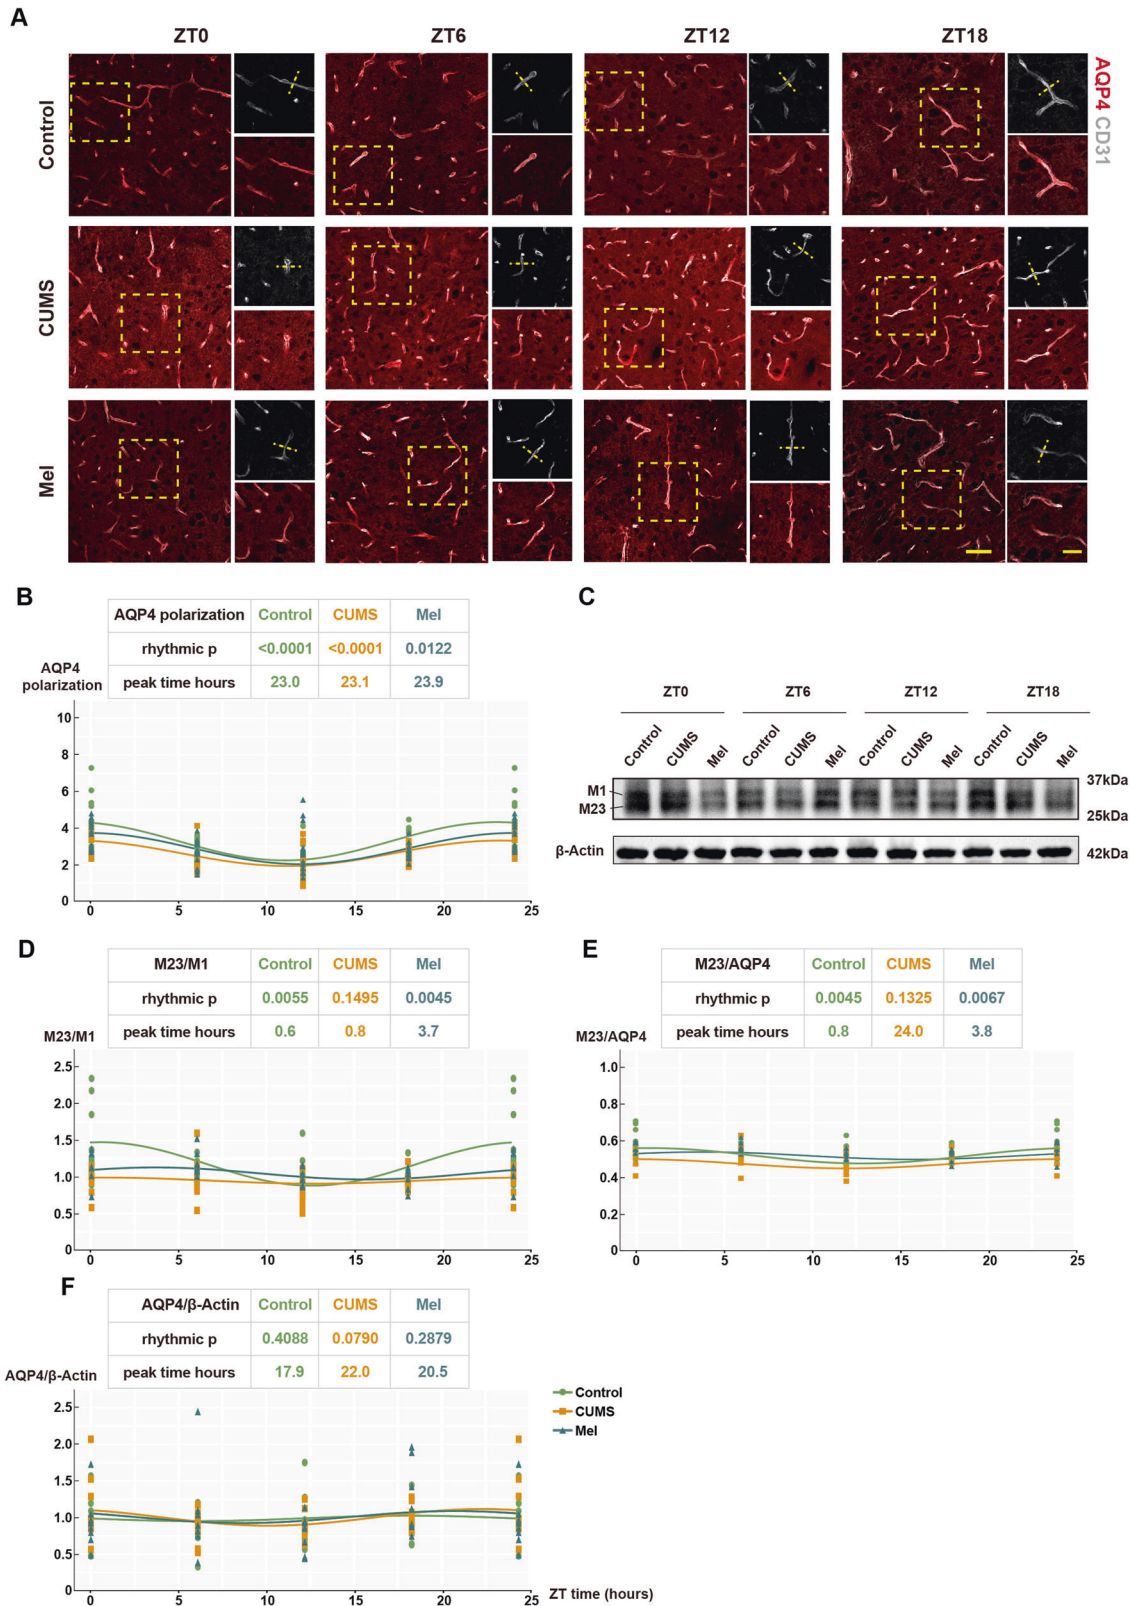 A
ZT0 ZT6 ZT12 ZT18
Control
CUMS
Mel
AQP4 CD31
B
AQP4 polarization Control CUMS Mel
rhythmic p <0.0001 <0.0001 0.0122
peak time hours 23.0 23.1 23.9
AQP4
polarization
10
8
6
4
2
0
0 5 10 15 20 25
C
ZT0 ZT6 ZT12 ZT18
Control CUMS Mel Control CUMS Mel Control CUMS Mel Control CUMS Mel
M1
M23
37kDa
25kDa
β-Actin
42kDa
D
M23/M1 Control CUMS Mel
rhythmic p 0.0055 0.1495 0.0045
peak time hours 0.6 0.8 3.7
M23/M1
2.5
2.0
1.5
1.0
0.5
0
0 5 10 15 20 25
E
M23/AQP4 Control CUMS Mel
rhythmic p 0.0045 0.1325 0.0067
peak time hours 0.8 24.0 3.8
M23/AQP4
1.0
0.8
0.6
0.4
0.2
0
0 5 10 15 20 25
F
AQP4/β-Actin Control CUMS Mel
rhythmic p 0.4088 0.0790 0.2879
peak time hours 17.9 22.0 20.5
AQP4/β-Actin
2.5
2.0
1.5
1.0
0.5
0
0 5 10 15 20 25
ZT time (hours)
Control
CUMS
Mel